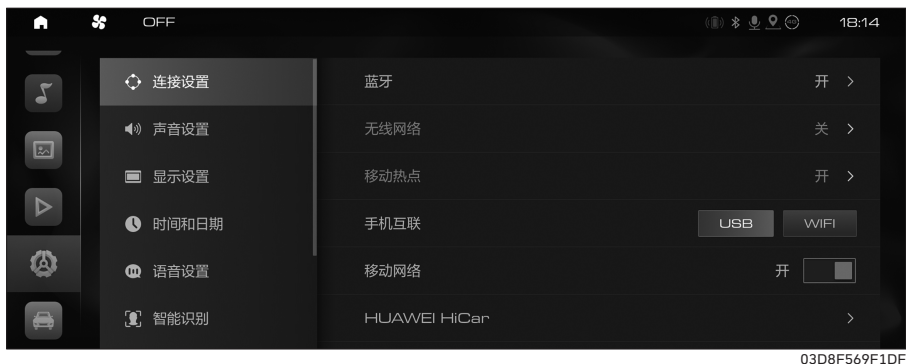 OFF 4G 18:14
连接设置
声音设置
显示设置
时间和日期
语音设置
智能识别
蓝牙 开
无线网络 关
移动热点 开
手机互联 USB WIFI
移动网络 开
HUAWEI HiCar
03D8F569F1DF